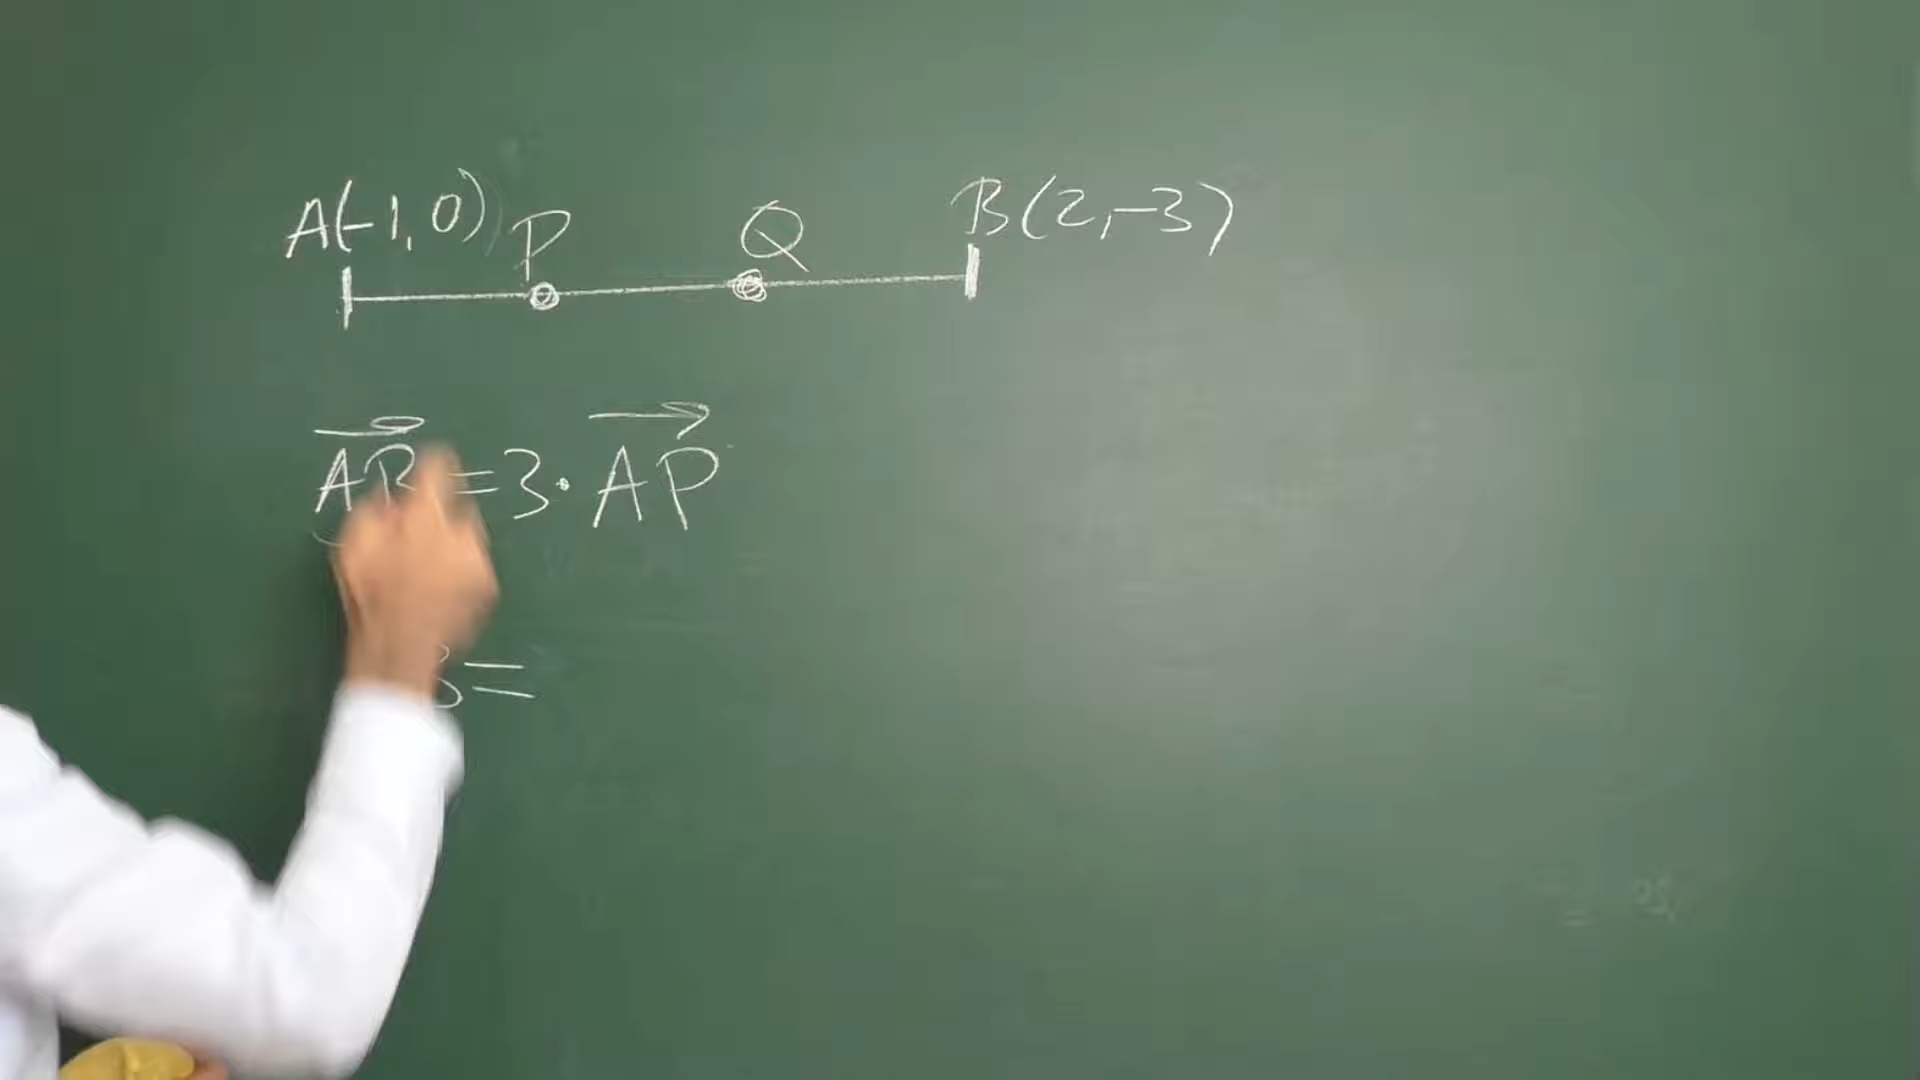 A(-1,0) P Q B(2,-3)
AB = 3 · AP
B =